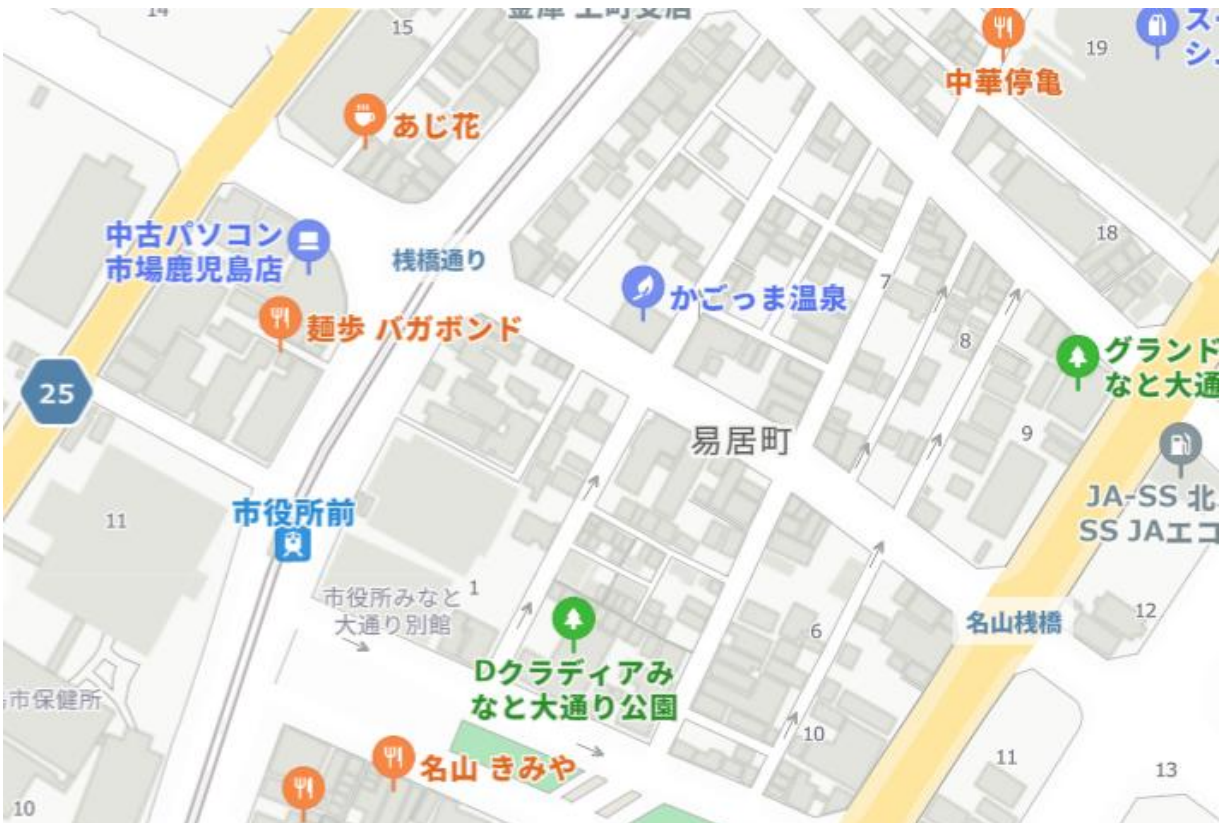 14
15
19
中華停亀
あじ花
中古パソコン
市場鹿児島店
桟橋通り
18
7
かごっま温泉
麺歩 バガボンド
8
グランド
なと大通
25
9
易居町
JA-SS 北
SS JAエコ
市役所前
11
1
市役所みなと
大通り別館
12
名山桟橋
6
Dクラディアみ
なと大通り公園
市保健所
10
名山 きみや
11
13
10